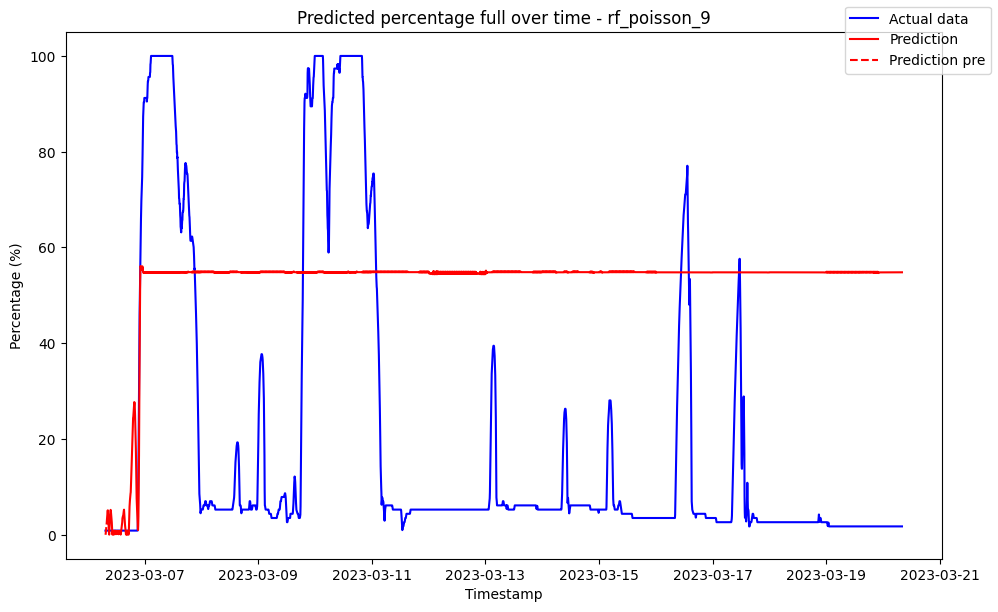 Predicted percentage full over time - rf_poisson_9
Actual data
Prediction
Prediction pre
100
80
60
40
20
0
Percentage (%)
2023-03-07 2023-03-09 2023-03-11 2023-03-13 2023-03-15 2023-03-17 2023-03-19 2023-03-21
Timestamp